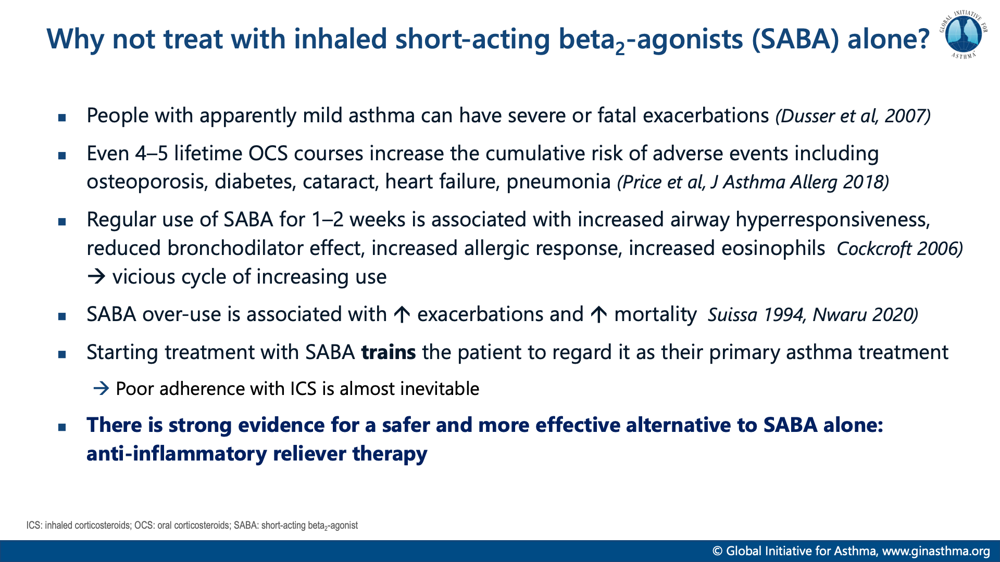 Why not treat with inhaled short-acting beta2-agonists (SABA) alone?
GLOBAL INITIATIVE FOR
ASTHMA
▪ People with apparently mild asthma can have severe or fatal exacerbations (Dusser et al, 2007)
▪ Even 4–5 lifetime OCS courses increase the cumulative risk of adverse events including
osteoporosis, diabetes, cataract, heart failure, pneumonia (Price et al, J Asthma Allerg 2018)
▪ Regular use of SABA for 1–2 weeks is associated with increased airway hyperresponsiveness,
reduced bronchodilator effect, increased allergic response, increased eosinophils Cockcroft 2006)
→ vicious cycle of increasing use
▪ SABA over-use is associated with ↑ exacerbations and ↑ mortality Suissa 1994, Nwaru 2020)
▪ Starting treatment with SABA trains the patient to regard it as their primary asthma treatment
→ Poor adherence with ICS is almost inevitable
▪ There is strong evidence for a safer and more effective alternative to SABA alone:
anti-inflammatory reliever therapy
ICS: inhaled corticosteroids; OCS: oral corticosteroids; SABA: short-acting beta2-agonist
© Global Initiative for Asthma, www.ginasthma.org